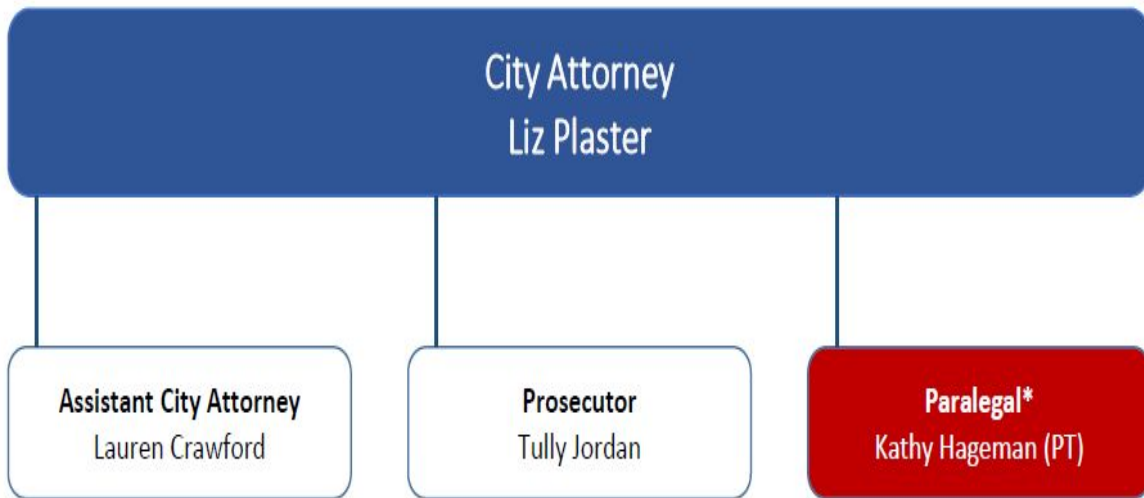 City Attorney
Liz Plaster
Assistant City Attorney
Lauren Crawford
Prosecutor
Tully Jordan
Paralegal*
Kathy Hageman (PT)